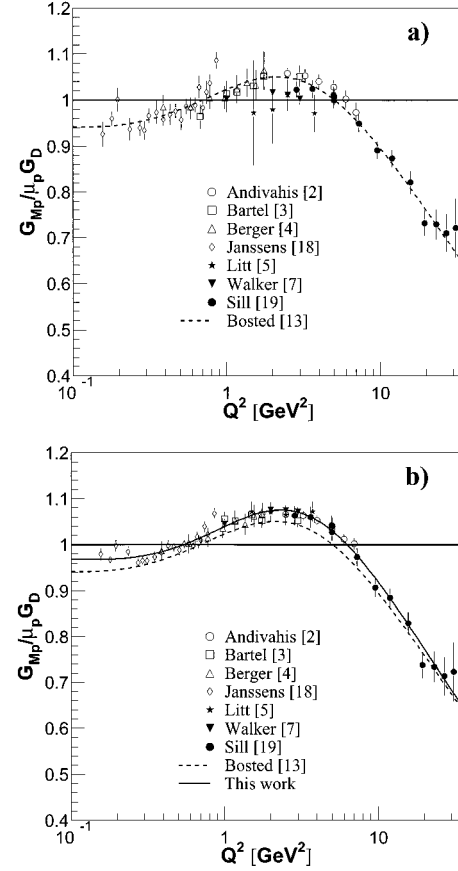 a)
1.2
1.1
1
0.9
0.8
0.7
0.6
0.5
0.4
G_Mp/μ_pG_D
Andivahis [2]
Bartel [3]
Berger [4]
Janssens [18]
Litt [5]
Walker [7]
Sill [19]
Bosted [13]
10^-1 1 10
Q^2 [GeV^2]
b)
1.2
1.1
1
0.9
0.8
0.7
0.6
0.5
0.4
G_Mp/μ_pG_D
Andivahis [2]
Bartel [3]
Berger [4]
Janssens [18]
Litt [5]
Walker [7]
Sill [19]
Bosted [13]
This work
10^-1 1 10
Q^2 [GeV^2]